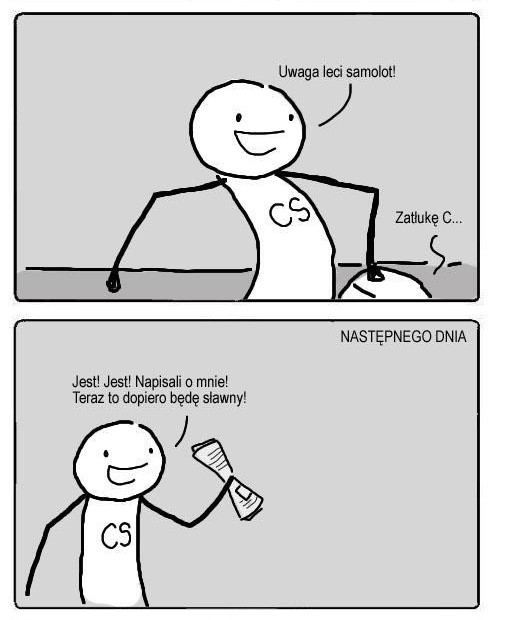 Uwaga leci samolot!
CS
Zatłukę C...
NASTĘPNEGO DNIA
Jest! Jest! Napisali o mnie!
Teraz to dopiero będę sławny!
CS